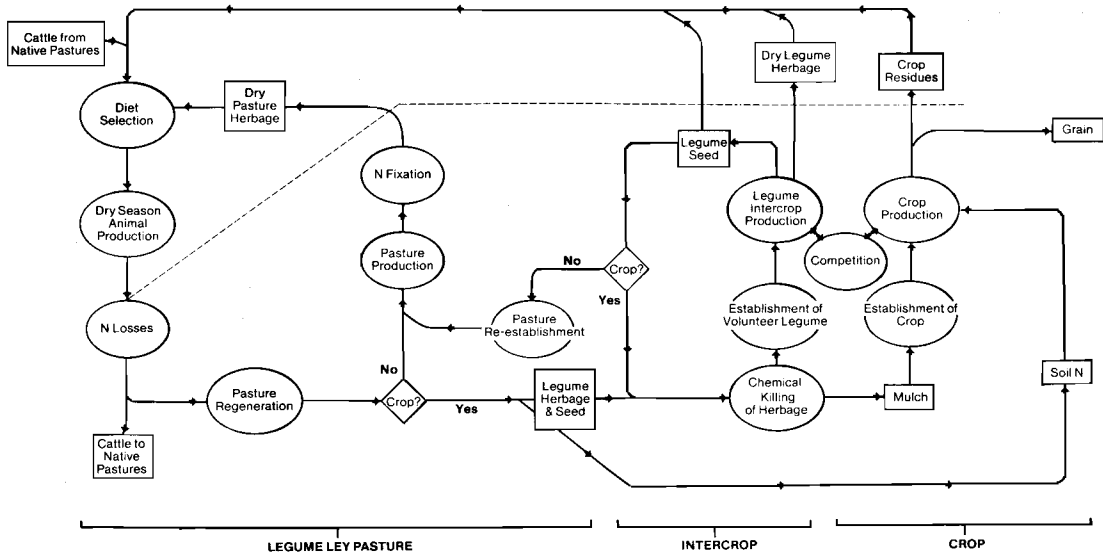 Cattle from
Native Pastures
Diet
Selection
Dry
Pasture
Herbage
Dry Season
Animal
Production
N Losses
Cattle to
Native
Pastures
Pasture
Regeneration
N Fixation
Pasture
Production
No
Crop?
Yes
Pasture
Re-establishment
No
Crop?
Yes
Legume
Herbage
& Seed
Legume
Seed
Dry Legume
Herbage
Legume
Intercrop
Production
Competition
Establishment of
Volunteer Legume
Chemical
Killing
of Herbage
Crop
Residues
Grain
Crop
Production
Establishment of
Crop
Mulch
Soil N
LEGUME LEY PASTURE
INTERCROP
CROP